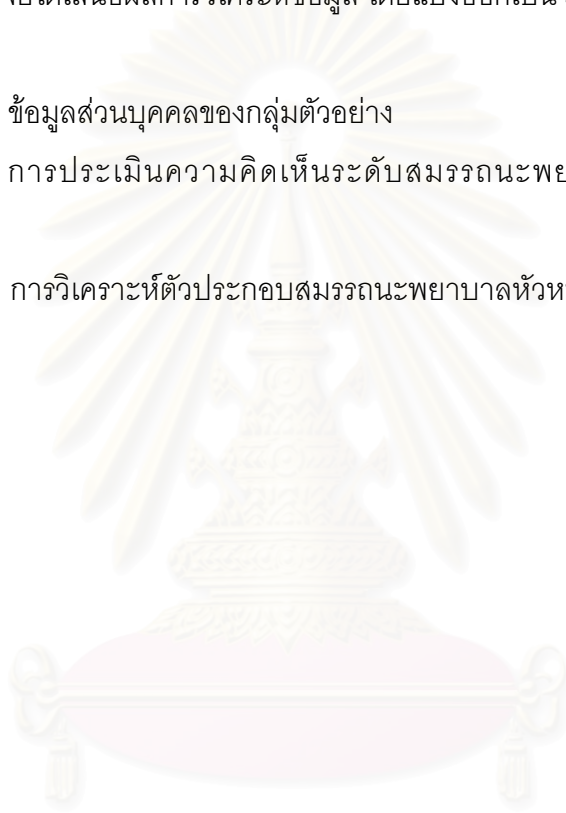 ข้อมูลส่วนบุคคลของกลุ่มตัวอย่าง
การประเมินความคิดเห็นระดับสมรรถนะพย
การวิเคราะห์ตัวประกอบสมรรถนะพยาบาลหัวห